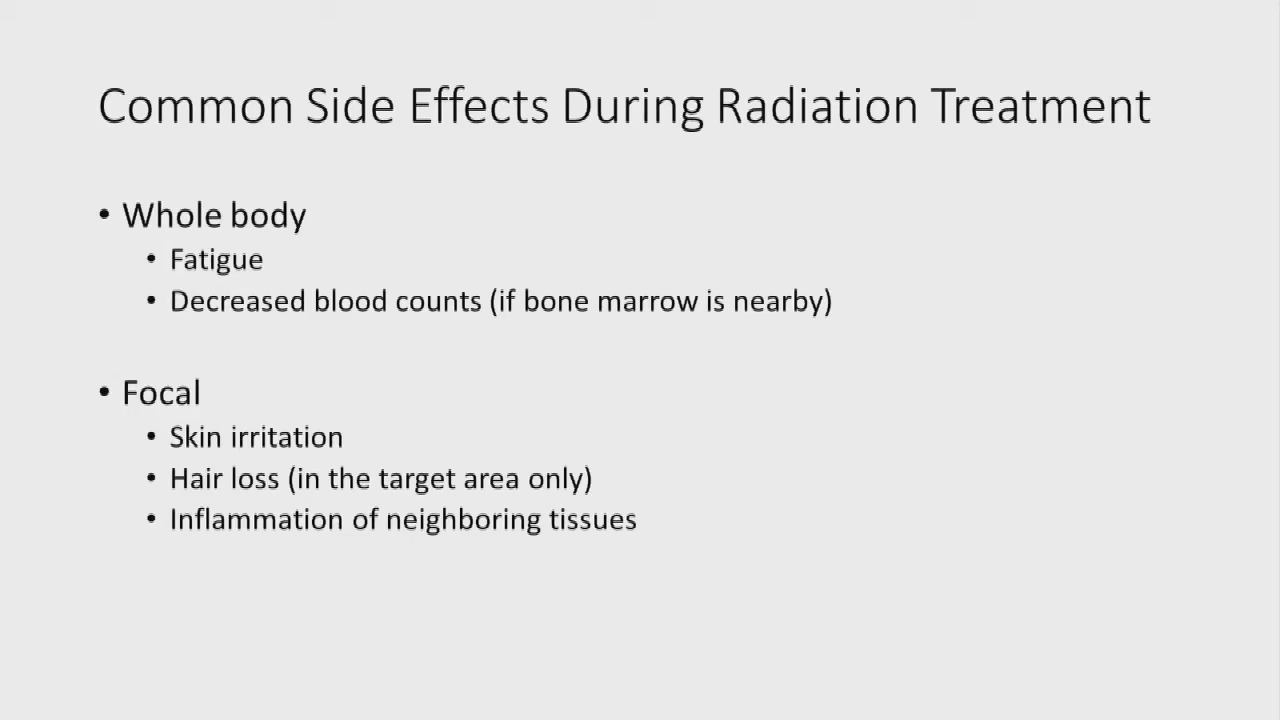 Common Side Effects During Radiation Treatment
• Whole body
• Fatigue
• Decreased blood counts (if bone marrow is nearby)
• Focal
• Skin irritation
• Hair loss (in the target area only)
• Inflammation of neighboring tissues